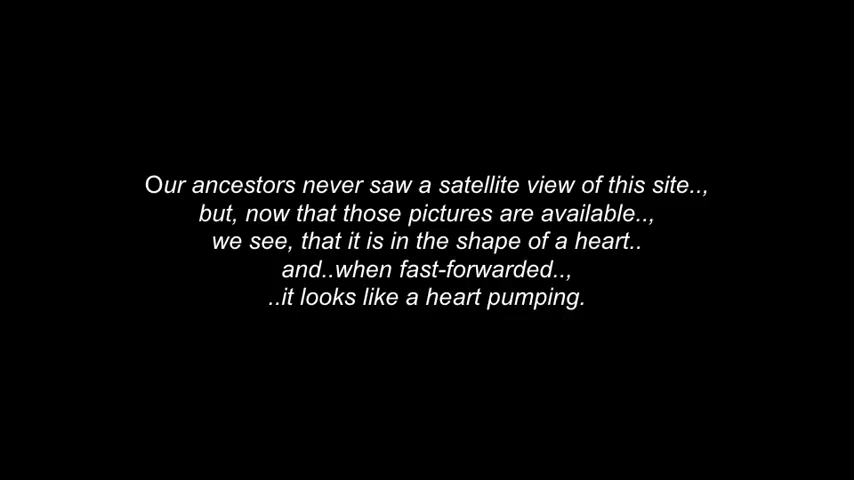 Our ancestors never saw a satellite view of this site..,
but, now that those pictures are available..,
we see, that it is in the shape of a heart..
and..when fast-forwarded..,
..it looks like a heart pumping.